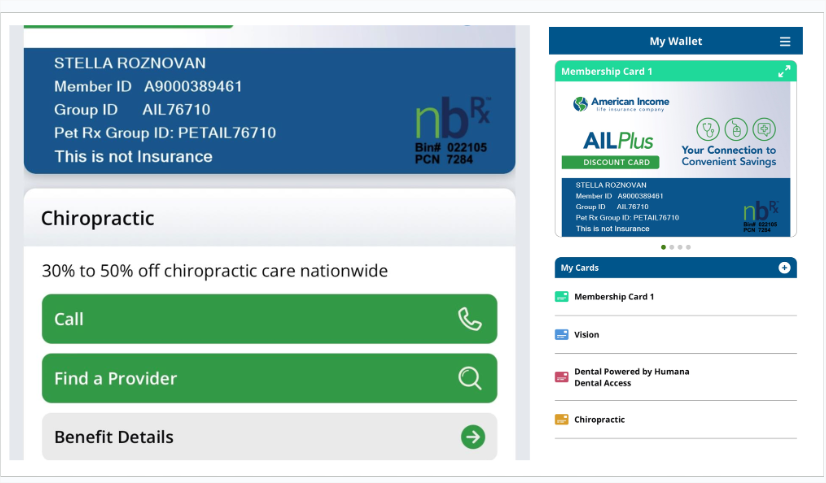 STELLA ROZNOVAN
Member ID A9000389461
Group ID AIL76710
Pet Rx Group ID: PETAIL76710
This is not Insurance
nbRx
Bin# 022105
PCN 7284
Chiropractic
30% to 50% off chiropractic care nationwide
Call
Find a Provider
Benefit Details
My Wallet
Membership Card 1
American Income
life insurance company
AILPlus
DISCOUNT CARD
Your Connection to
Convenient Savings
STELLA ROZNOVAN
Member ID A9000389461
Group ID AIL76710
Pet Rx Group ID: PETAIL76710
This is not Insurance
nbRx
Bin# 022105
PCN 7284
My Cards
Membership Card 1
Vision
Dental Powered by Humana
Dental Access
Chiropractic